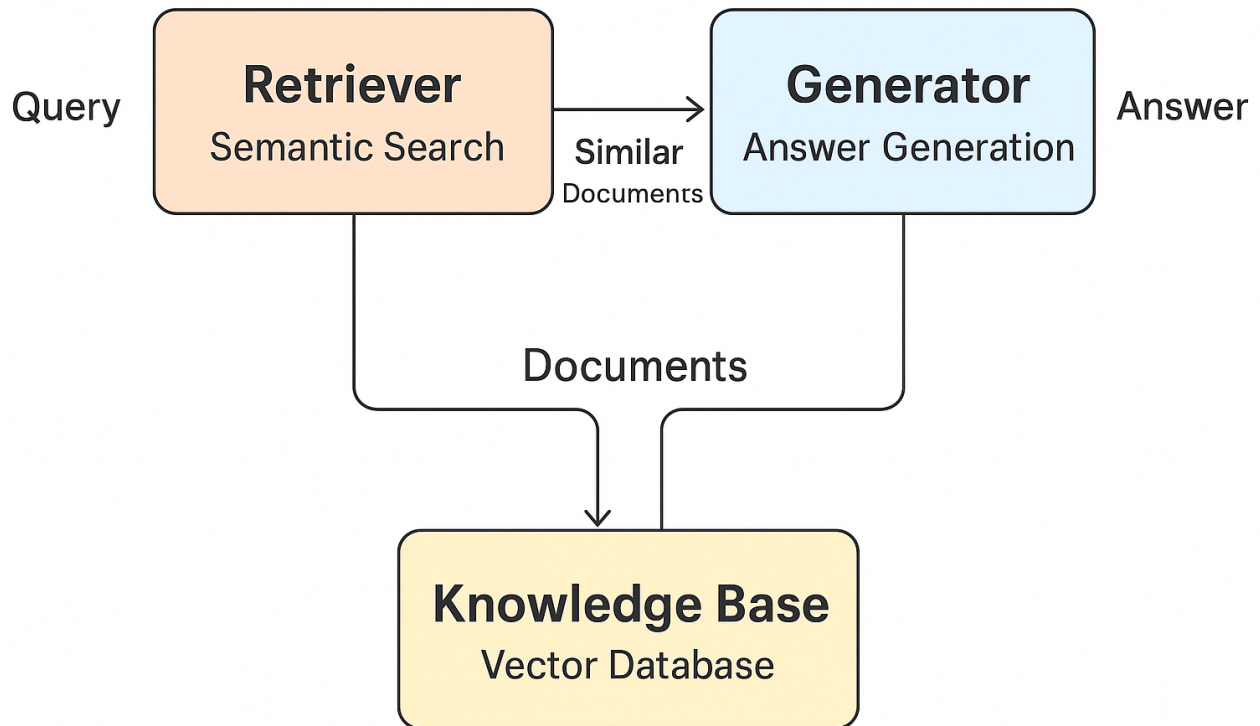 Query
Retriever
Semantic Search
Similar
Documents
Generator
Answer Generation
Answer
Documents
Knowledge Base
Vector Database